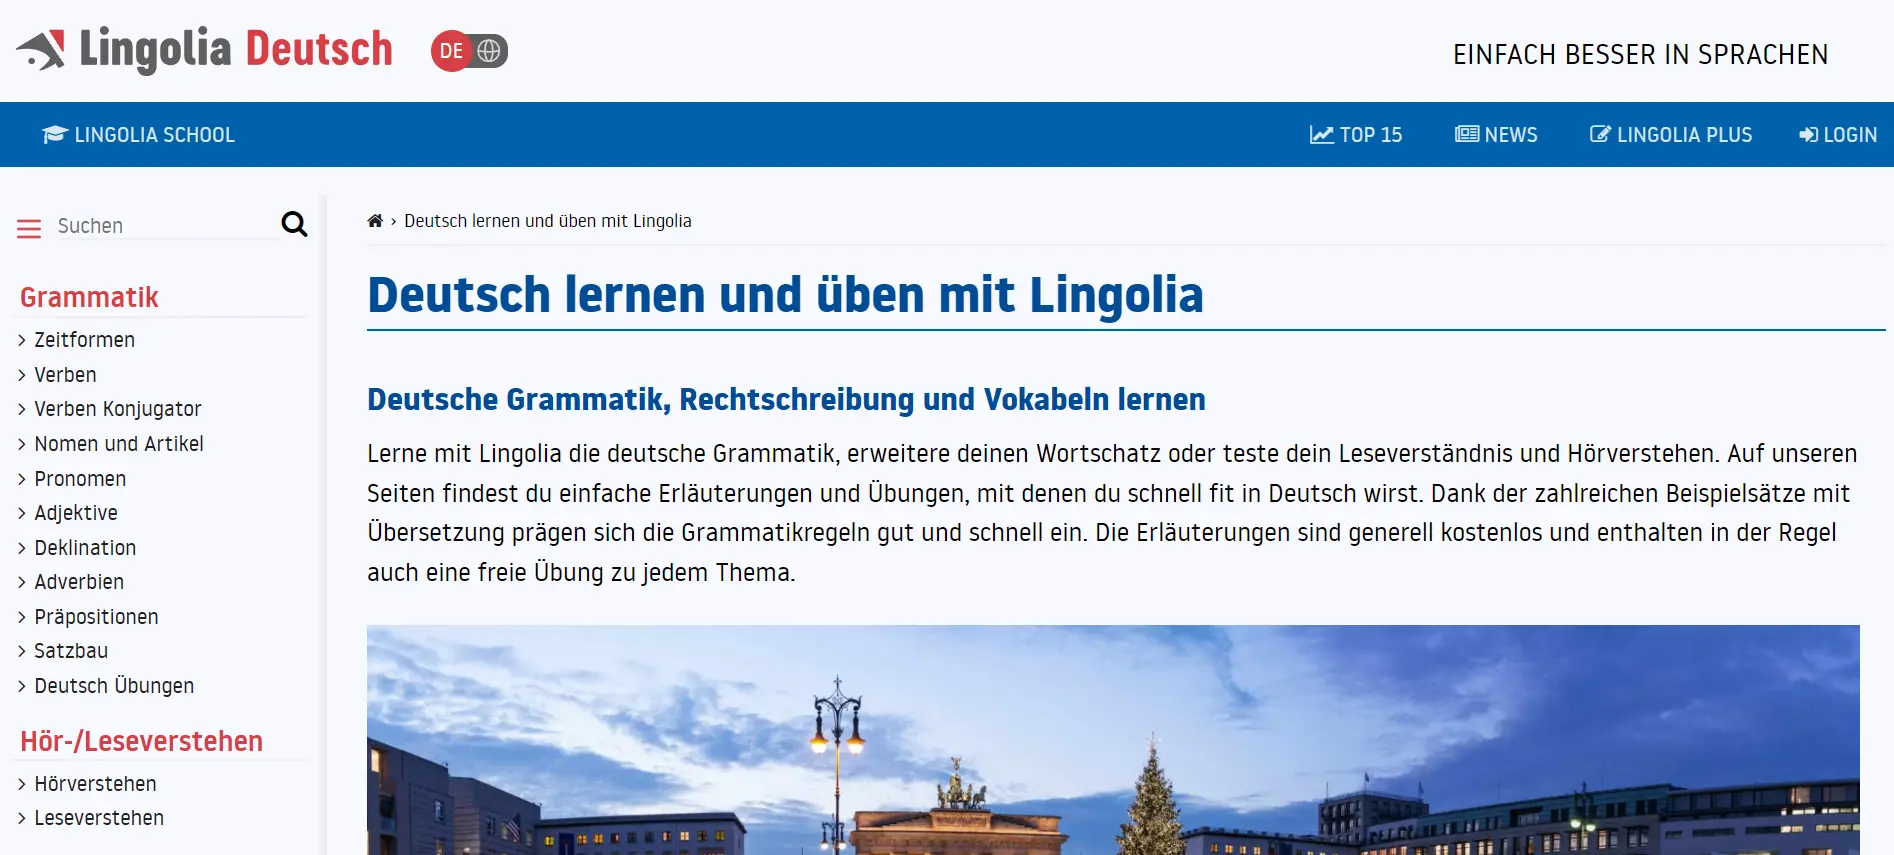 Lingolia Deutsch
DE
EINFACH BESSER IN SPRACHEN
LINGOLIA SCHOOL
TOP 15
NEWS
LINGOLIA PLUS
LOGIN
Suchen
Grammatik
Zeitformen
Verben
Verben Konjugator
Nomen und Artikel
Pronomen
Adjektive
Deklination
Adverbien
Präpositionen
Satzbau
Deutsch Übungen
Hör-/Leseverstehen
Hörverstehen
Leseverstehen
› Deutsch lernen und üben mit Lingolia
Deutsch lernen und üben mit Lingolia
Deutsche Grammatik, Rechtschreibung und Vokabeln lernen
Lerne mit Lingolia die deutsche Grammatik, erweitere deinen Wortschatz oder teste dein Leseverständnis und Hörverstehen. Auf unseren
Seiten findest du einfache Erläuterungen und Übungen, mit denen du schnell fit in Deutsch wirst. Dank der zahlreichen Beispielsätze mit
Übersetzung prägen sich die Grammatikregeln gut und schnell ein. Die Erläuterungen sind generell kostenlos und enthalten in der Regel
auch eine freie Übung zu jedem Thema.